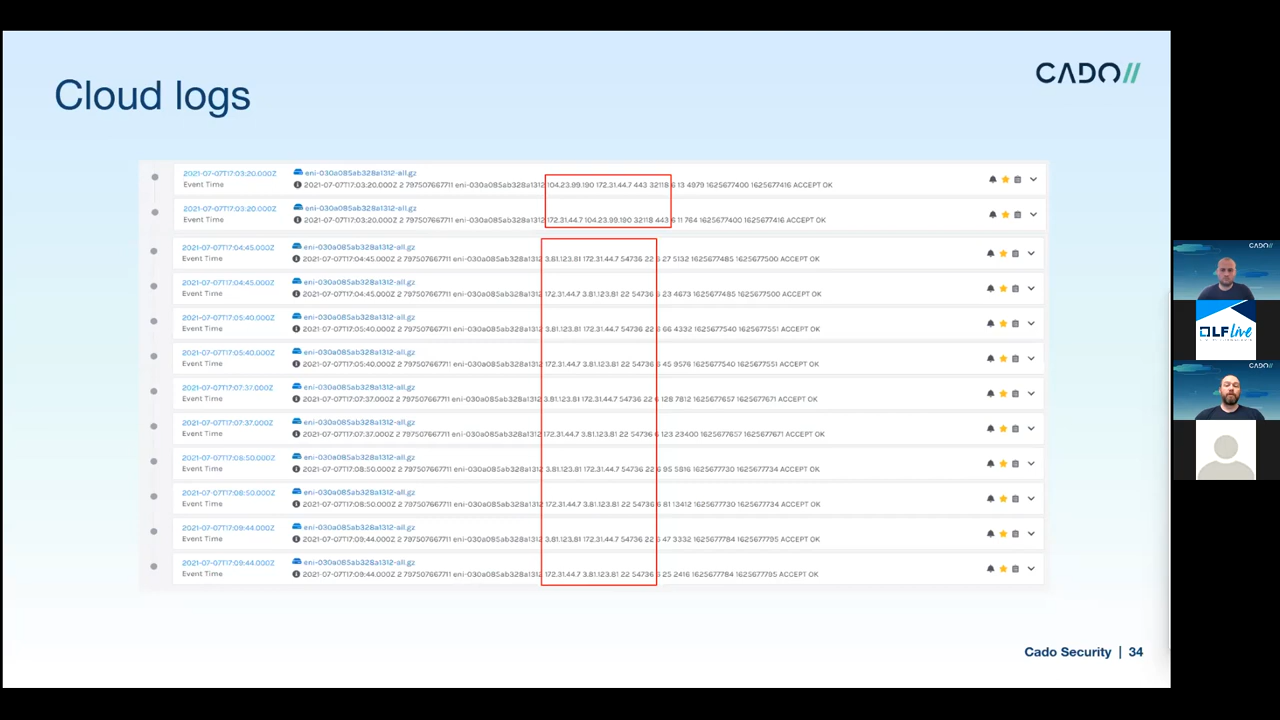 Cloud logs
CADO//
2021-07-07T17:03:20.000Z eni-030a085ab328a1312-all.gz
Event Time 2021-07-07T17:03:20.000Z 2 797507667711 eni-030a085ab328a1312 104.23.99.190 172.31.44.7 443 32118 6 13 4979 1625677400 1625677416 ACCEPT OK
2021-07-07T17:03:20.000Z eni-030a085ab328a1312-all.gz
Event Time 2021-07-07T17:03:20.000Z 2 797507667711 eni-030a085ab328a1312 172.31.44.7 104.23.99.190 32118 443 6 11 764 1625677400 1625677416 ACCEPT OK
2021-07-07T17:04:45.000Z eni-030a085ab328a1312-all.gz
Event Time 2021-07-07T17:04:45.000Z 2 797507667711 eni-030a085ab328a1312 3.81.123.81 172.31.44.7 54736 22 6 27 5132 1625677485 1625677500 ACCEPT OK
2021-07-07T17:04:45.000Z eni-030a085ab328a1312-all.gz
Event Time 2021-07-07T17:04:45.000Z 2 797507667711 eni-030a085ab328a1312 172.31.44.7 3.81.123.81 22 54736 6 23 4673 1625677485 1625677500 ACCEPT OK
2021-07-07T17:05:40.000Z eni-030a085ab328a1312-all.gz
Event Time 2021-07-07T17:05:40.000Z 2 797507667711 eni-030a085ab328a1312 3.81.123.81 172.31.44.7 54736 22 6 66 4332 1625677540 1625677551 ACCEPT OK
2021-07-07T17:05:40.000Z eni-030a085ab328a1312-all.gz
Event Time 2021-07-07T17:05:40.000Z 2 797507667711 eni-030a085ab328a1312 172.31.44.7 3.81.123.81 22 54736 6 45 9576 1625677540 1625677551 ACCEPT OK
2021-07-07T17:07:37.000Z eni-030a085ab328a1312-all.gz
Event Time 2021-07-07T17:07:37.000Z 2 797507667711 eni-030a085ab328a1312 3.81.123.81 172.31.44.7 54736 22 6 128 7812 1625677657 1625677671 ACCEPT OK
2021-07-07T17:07:37.000Z eni-030a085ab328a1312-all.gz
Event Time 2021-07-07T17:07:37.000Z 2 797507667711 eni-030a085ab328a1312 172.31.44.7 3.81.123.81 22 54736 6 123 23400 1625677657 1625677671 ACCEPT OK
2021-07-07T17:08:50.000Z eni-030a085ab328a1312-all.gz
Event Time 2021-07-07T17:08:50.000Z 2 797507667711 eni-030a085ab328a1312 3.81.123.81 172.31.44.7 54736 22 6 95 5816 1625677730 1625677734 ACCEPT OK
2021-07-07T17:08:50.000Z eni-030a085ab328a1312-all.gz
Event Time 2021-07-07T17:08:50.000Z 2 797507667711 eni-030a085ab328a1312 172.31.44.7 3.81.123.81 22 54736 6 81 13412 1625677730 1625677734 ACCEPT OK
2021-07-07T17:09:44.000Z eni-030a085ab328a1312-all.gz
Event Time 2021-07-07T17:09:44.000Z 2 797507667711 eni-030a085ab328a1312 3.81.123.81 172.31.44.7 54736 22 6 47 3332 1625677784 1625677795 ACCEPT OK
2021-07-07T17:09:44.000Z eni-030a085ab328a1312-all.gz
Event Time 2021-07-07T17:09:44.000Z 2 797507667711 eni-030a085ab328a1312 172.31.44.7 3.81.123.81 22 54736 6 25 2416 1625677784 1625677795 ACCEPT OK
Cado Security | 34
CADO//
LF Live
CADO//